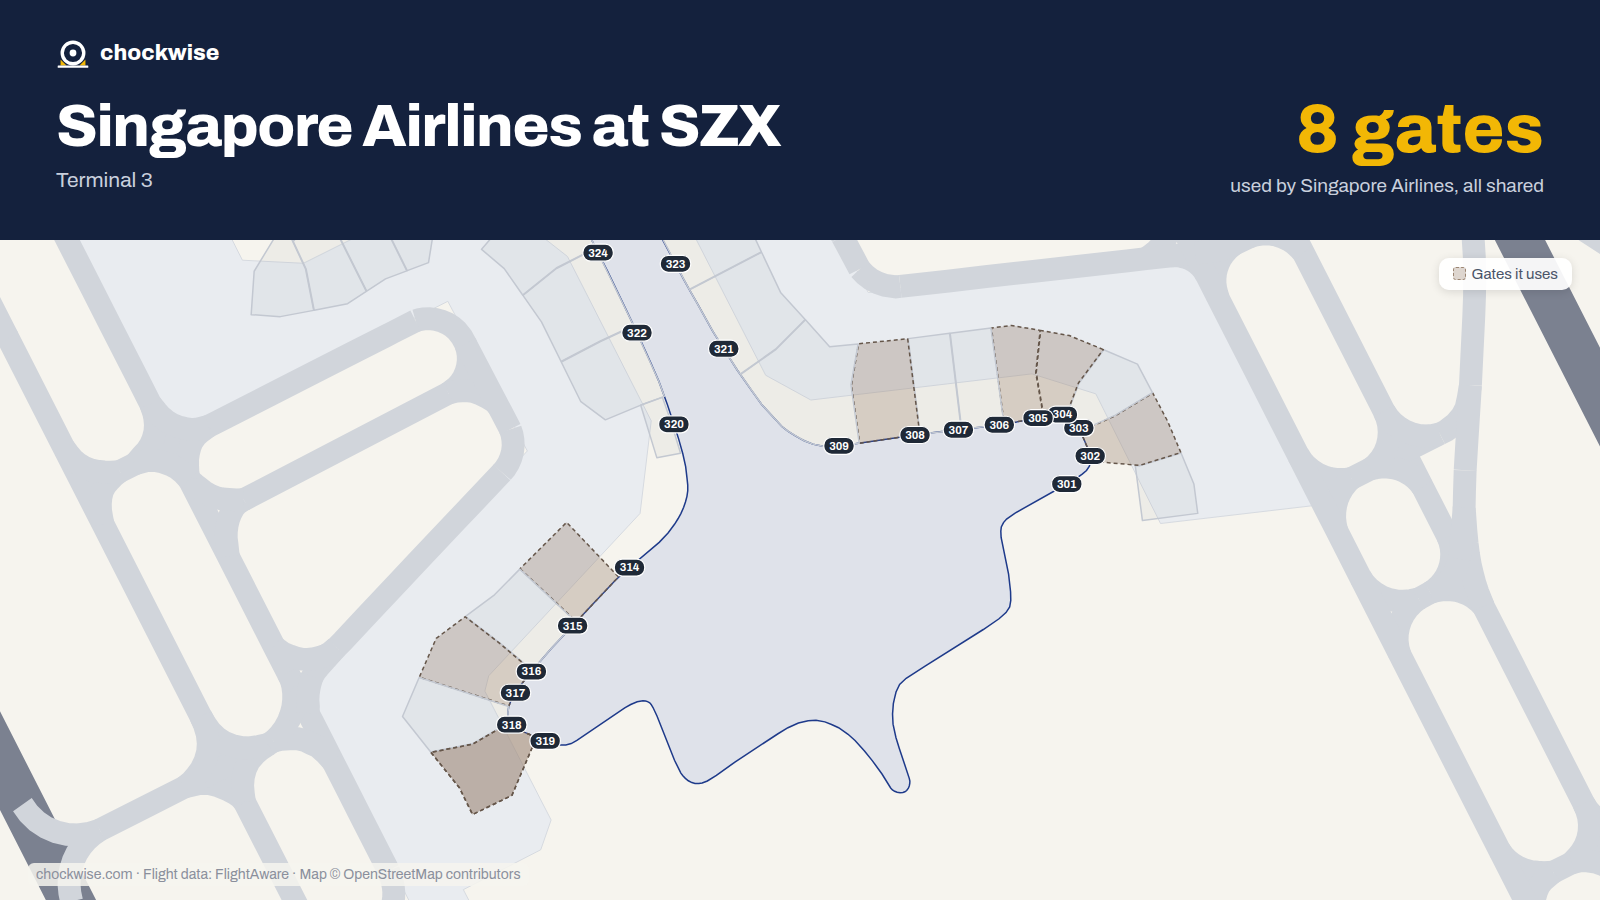 chockwise
Singapore Airlines at SZX
Terminal 3
8 gates
used by Singapore Airlines, all shared
Gates it uses
324
323
322
321
320
309
308
307
306
305
304
303
302
301
314
315
316
317
318
319
chockwise.com · Flight data: FlightAware · Map © OpenStreetMap contributors